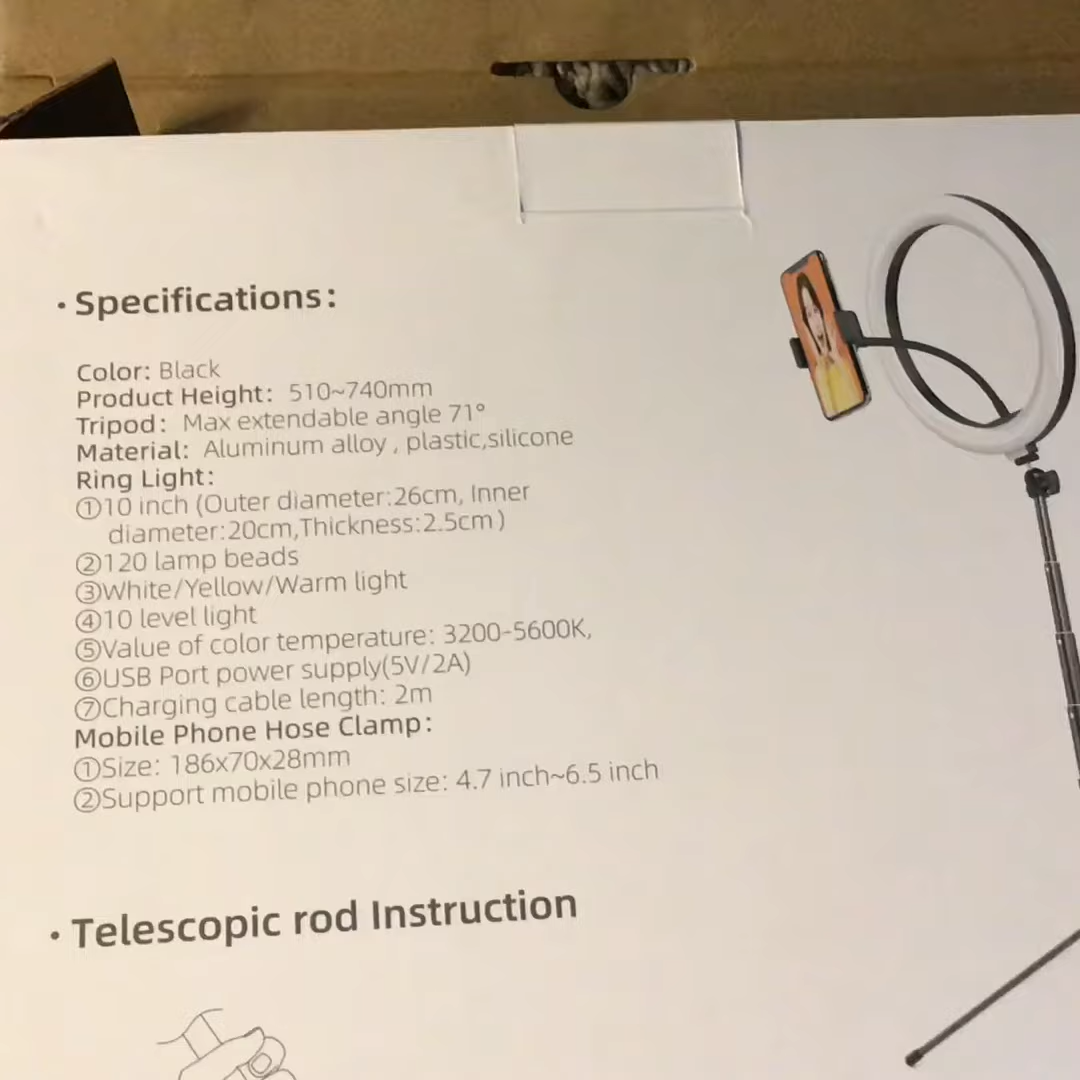 · Specifications:
Color: Black
Product Height: 510~740mm
Tripod: Max extendable angle 71°
Material: Aluminum alloy , plastic,silicone
Ring Light:
①10 inch (Outer diameter:26cm, Inner
diameter:20cm,Thickness:2.5cm)
②120 lamp beads
③White/Yellow/Warm light
④10 level light
⑤Value of color temperature: 3200-5600K,
⑥USB Port power supply(5V/2A)
⑦Charging cable length: 2m
Mobile Phone Hose Clamp:
①Size: 186x70x28mm
②Support mobile phone size: 4.7 inch~6.5 inch
· Telescopic rod Instruction